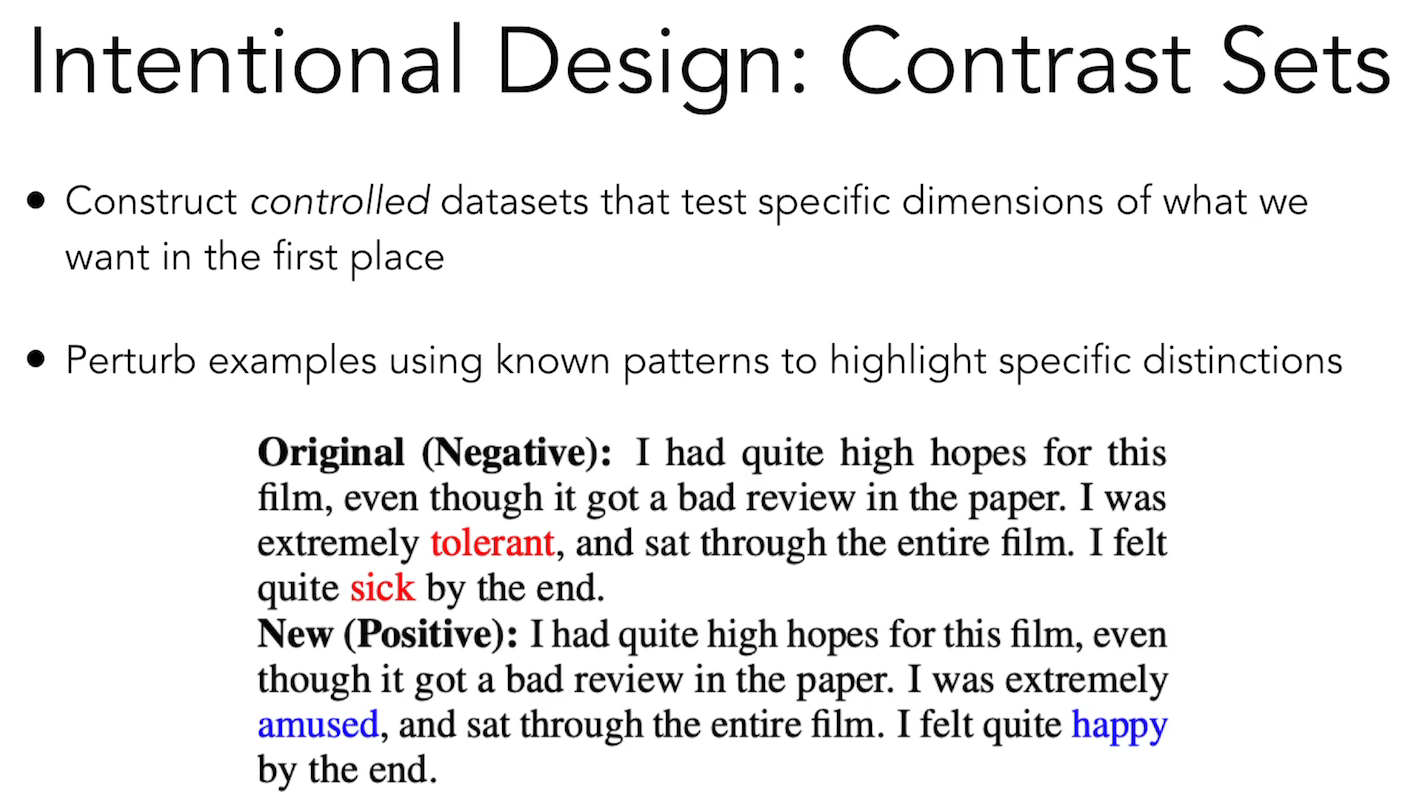 Intentional Design: Contrast Sets
• Construct controlled datasets that test specific dimensions of what we
want in the first place
• Perturb examples using known patterns to highlight specific distinctions
Original (Negative): I had quite high hopes for this
film, even though it got a bad review in the paper. I was
extremely tolerant, and sat through the entire film. I felt
quite sick by the end.
New (Positive): I had quite high hopes for this film, even
though it got a bad review in the paper. I was extremely
amused, and sat through the entire film. I felt quite happy
by the end.